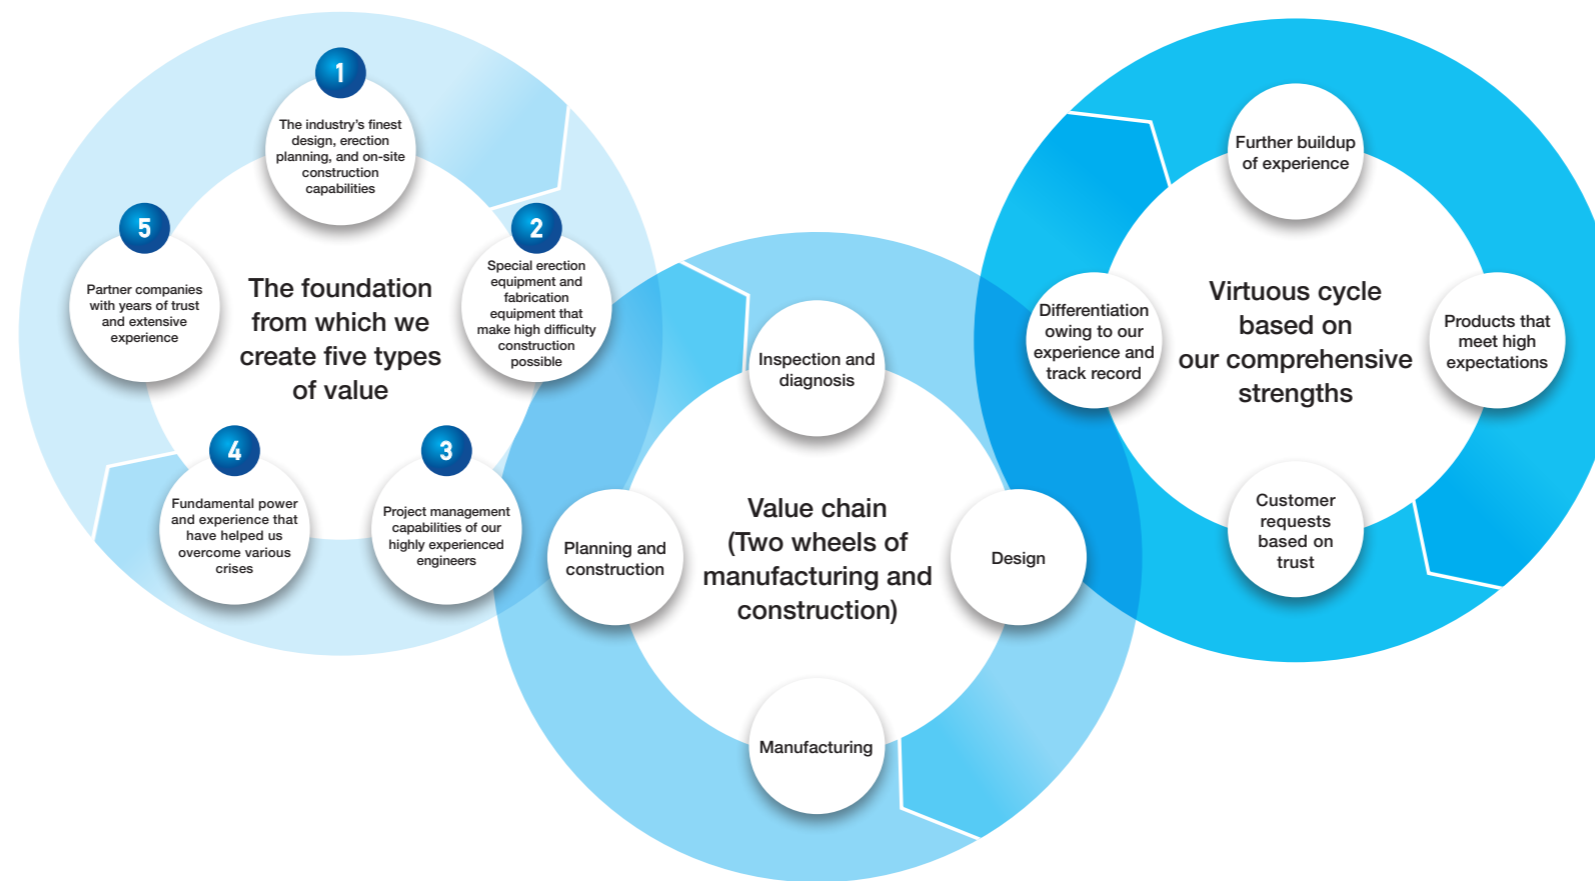 1
The industry's finest
design, erection
planning, and on-site
construction
capabilities
2
Special erection
equipment and
fabrication
equipment that
make high difficulty
construction
possible
3
Project management
capabilities of our
highly experienced
engineers
4
Fundamental power
and experience that
have helped us
overcome various
crises
5
Partner companies
with years of trust
and extensive
experience
The foundation
from which we
create five types
of value
Inspection and
diagnosis
Design
Manufacturing
Planning and
construction
Value chain
(Two wheels of
manufacturing and
construction)
Further buildup
of experience
Products that
meet high
expectations
Customer
requests
based on
trust
Differentiation
owing to our
experience and
track record
Virtuous cycle
based on
our comprehensive
strengths